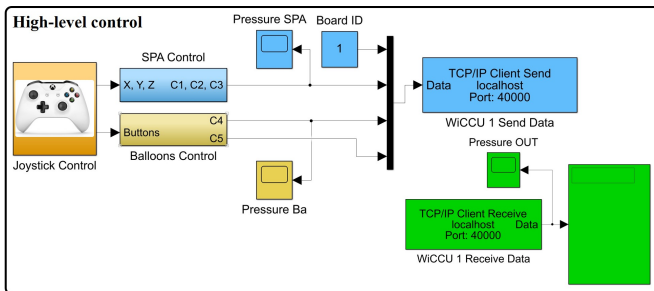 High-level control
Pressure SPA
Board ID
1
SPA Control
X, Y, Z
C1, C2, C3
TCP/IP Client Send
localhost
Port: 40000
Data
WiCCU 1 Send Data
Buttons
C4
C5
Balloons Control
Joystick Control
Pressure Ba
Pressure OUT
TCP/IP Client Receive
localhost
Port: 40000
Data
WiCCU 1 Receive Data